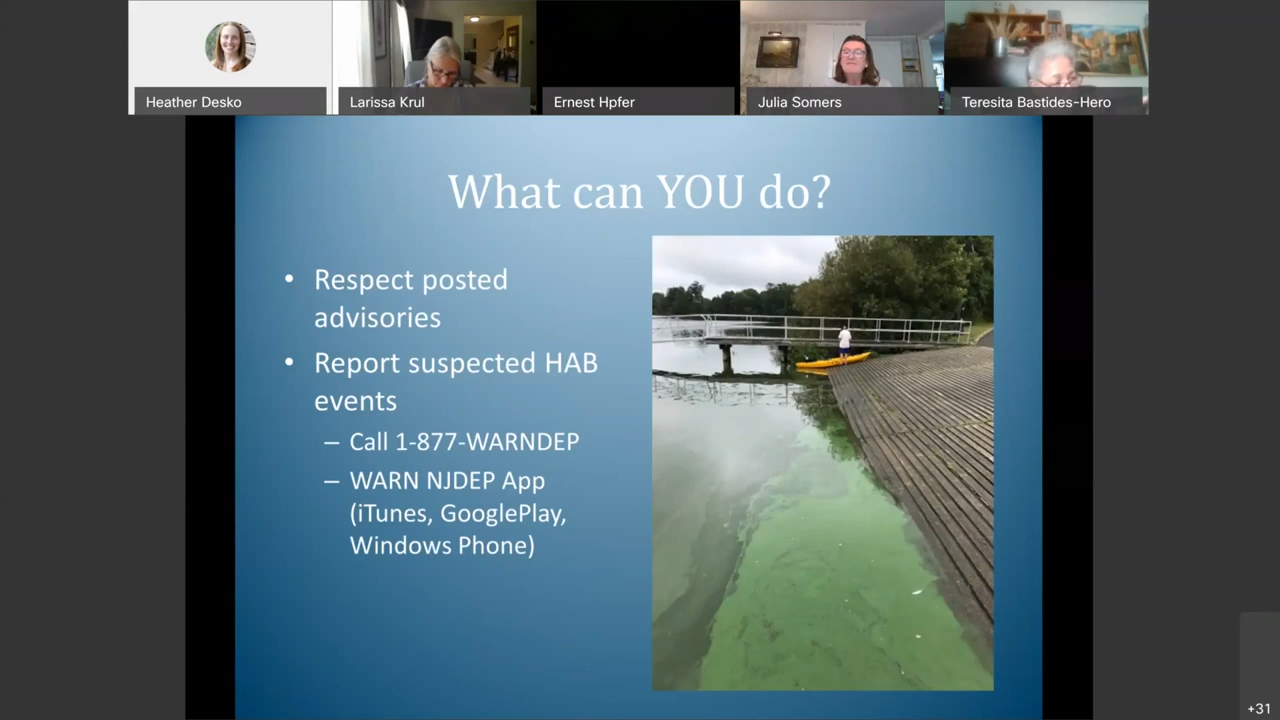 Heather Desko
Larissa Krul
Ernest Hpfer
Julia Somers
Teresita Bastides-Hero
What can YOU do?
• Respect posted
advisories
• Report suspected HAB
events
– Call 1-877-WARNDEP
– WARN NJDEP App
(iTunes, GooglePlay,
Windows Phone)
+31